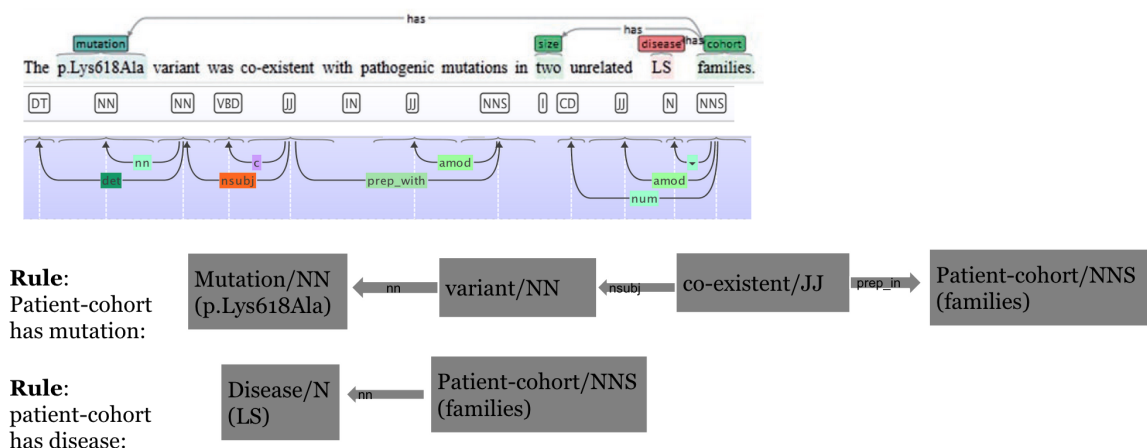 has
has
mutation size disease has cohort
The p.Lys618Ala variant was co-existent with pathogenic mutations in two unrelated LS families.
DT NN NN VBD JJ IN JJ NNS I CD JJ N NNS
nn c amod
det nsubj prep_with amod
num
Rule:
Patient-cohort
has mutation:
Mutation/NN
(p.Lys618Ala)
nn
variant/NN
nsubj
co-existent/JJ
prep_in
Patient-cohort/NNS
(families)
Rule:
patient-cohort
has disease:
Disease/N
(LS)
nn
Patient-cohort/NNS
(families)